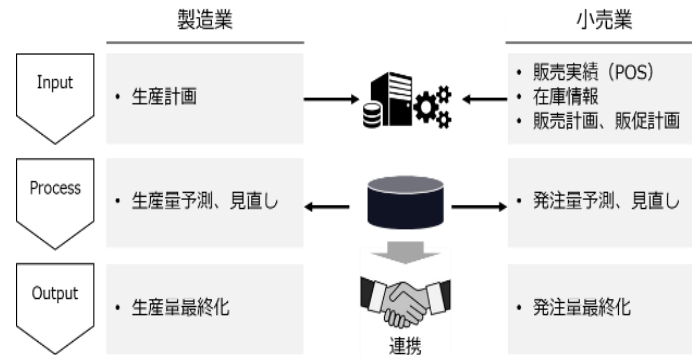 製造業
小売業
Input
• 生産計画
• 販売実績（POS）
• 在庫情報
• 販売計画、販促計画
Process
• 生産量予測、見直し
• 発注量予測、見直し
Output
• 生産量最終化
• 発注量最終化
連携